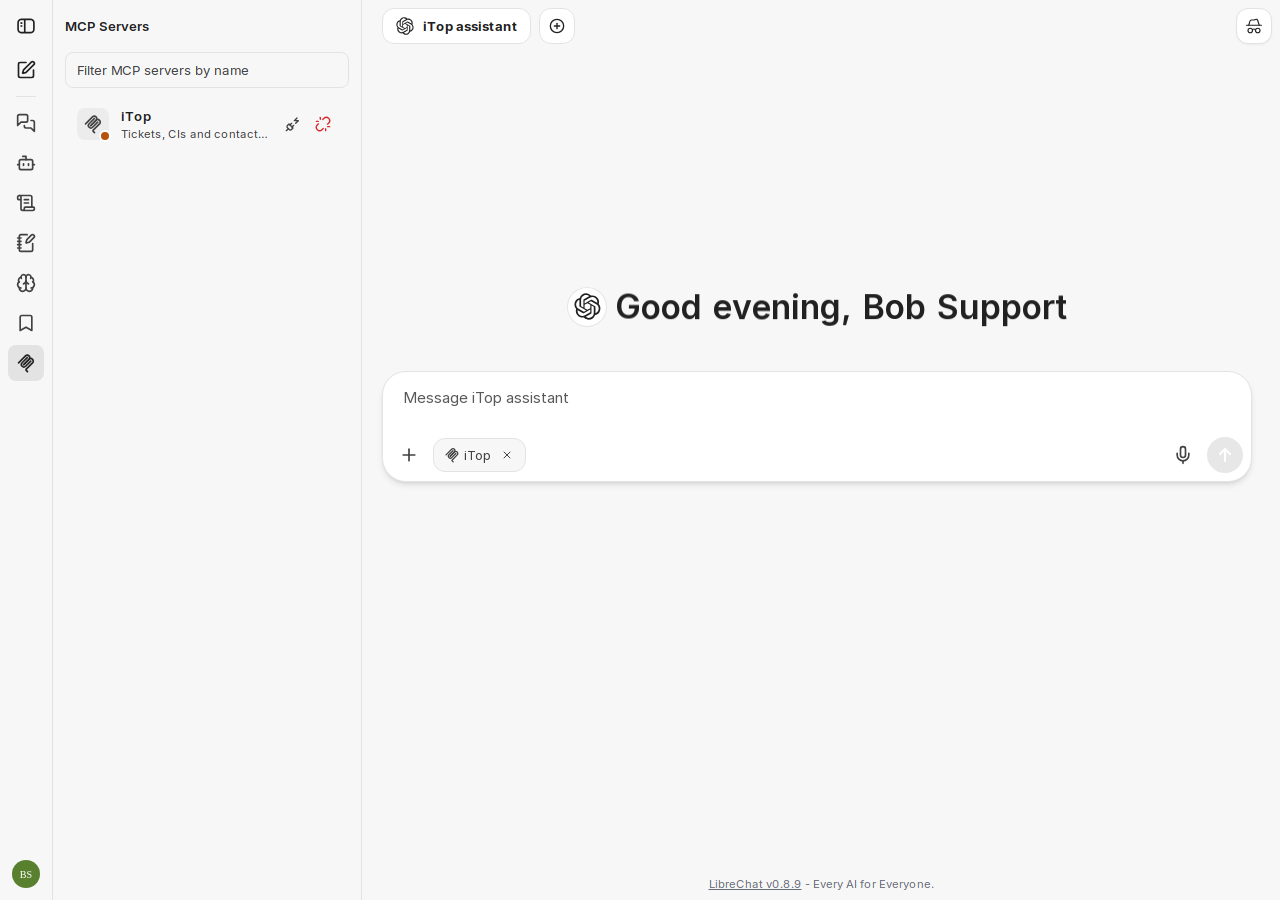 MCP Servers
Filter MCP servers by name
iTop
Tickets, CIs and contact...
iTop assistant
Good evening, Bob Support
Message iTop assistant
iTop
BS
LibreChat v0.8.9 - Every AI for Everyone.